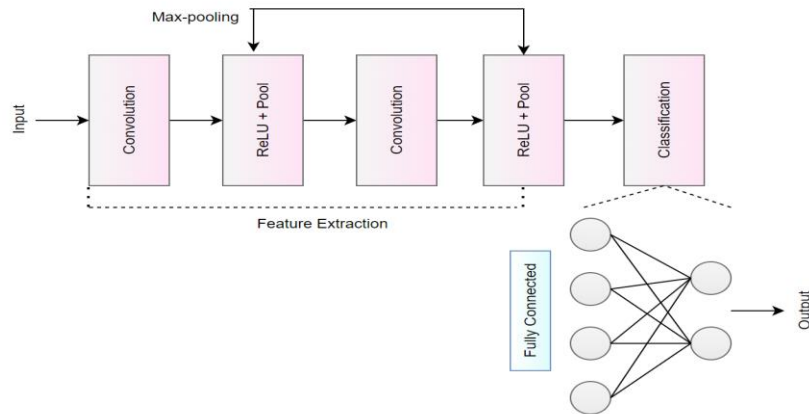 Max-pooling
Input
Convolution
ReLU + Pool
Convolution
ReLU + Pool
Classification
Feature Extraction
Fully Connected
Output